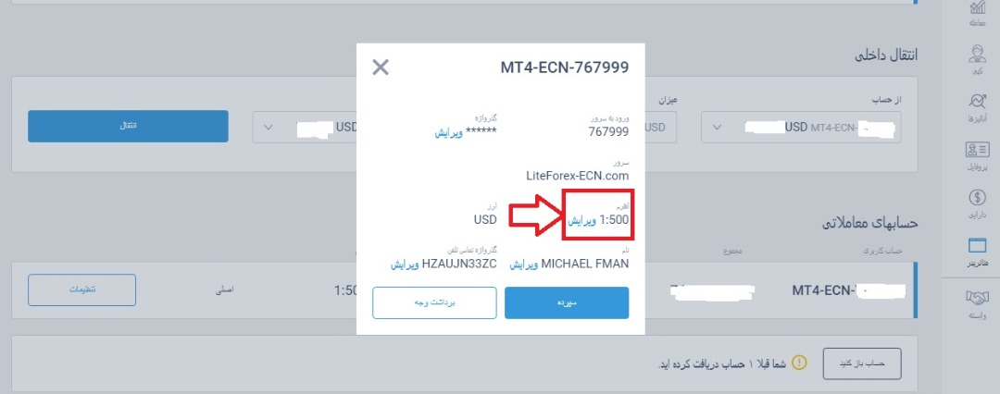 معامله
کپی
آنالیزها
پروفایل
دارایی
متاتریدر
وابسته
انتقال داخلی
از حساب
USD MT4-ECN-
میزان
USD
USD
انتقال
MT4-ECN-767999
ورود به سرور
767999
گذرواژه
****** ویرایش
سرور
LiteForex-ECN.com
اهرم
1:500 ویرایش
ارز
USD
نام
MICHAEL FMAN ویرایش
گذرواژه تماس تلفن
HZAUJN33ZC ویرایش
سپرده
برداشت وجه
حسابهای معاملاتی
حساب کاربری
مجموع
MT4-ECN-
1:50
اصلی
تنظیمات
حساب باز کنید
شما قبلا ۱ حساب دریافت کرده اید.